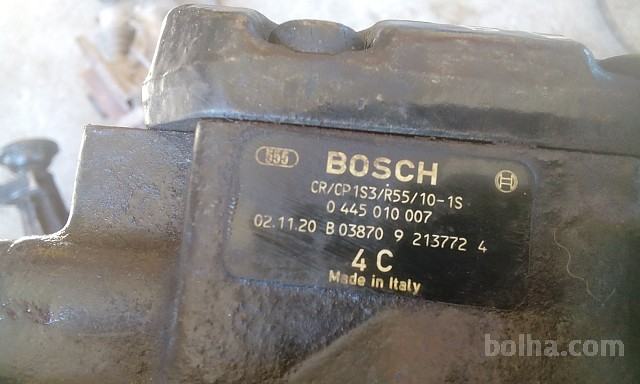 555 BOSCH
CR/CP1S3/R55/10-1S
0 445 010 007
02.11.20 B 03870 9 213772 4
4 C
Made in Italy
bolha.com